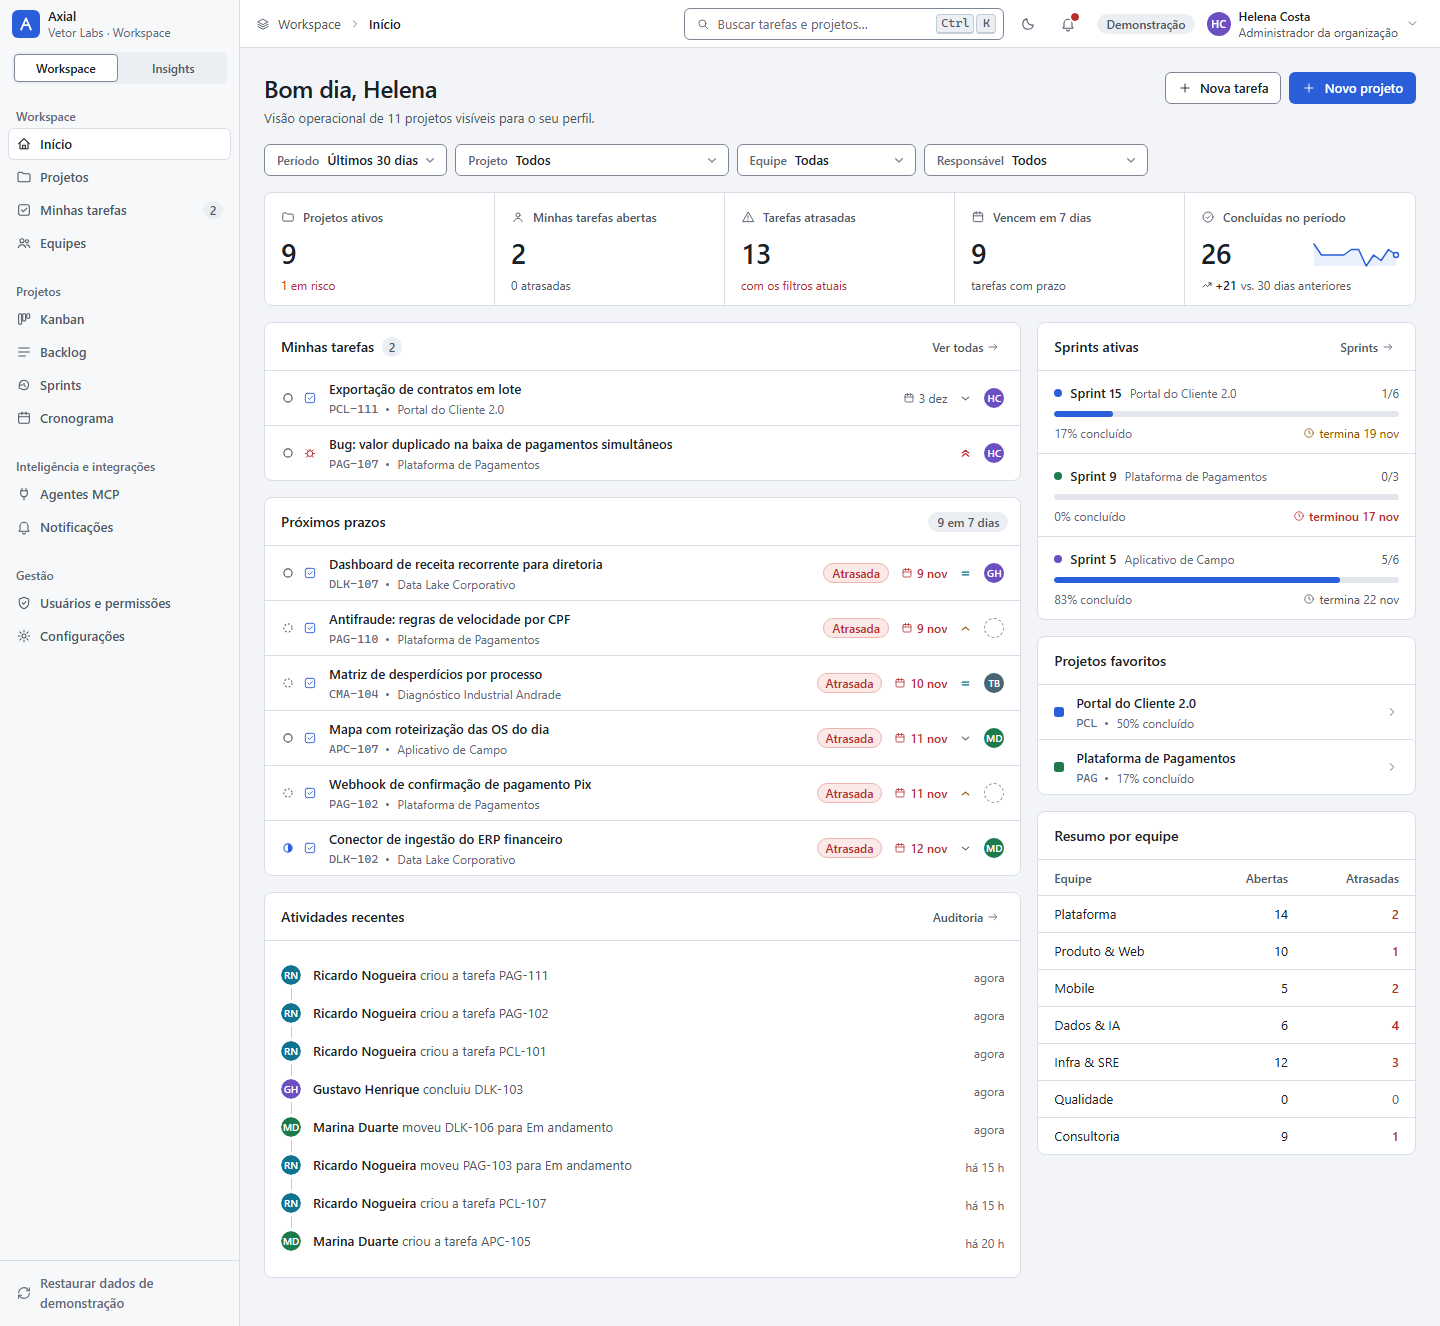 Axial
Vetor Labs · Workspace
Workspace
Insights
Workspace
Início
Projetos
Minhas tarefas 2
Equipes
Projetos
Kanban
Backlog
Sprints
Cronograma
Inteligência e integrações
Agentes MCP
Notificações
Gestão
Usuários e permissões
Configurações
Restaurar dados de
demonstração
Workspace Início
Buscar tarefas e projetos... Ctrl K
Demonstração
HC
Helena Costa
Administrador da organização
Bom dia, Helena
Visão operacional de 11 projetos visíveis para o seu perfil.
Nova tarefa
Novo projeto
Período Últimos 30 dias
Projeto Todos
Equipe Todas
Responsável Todos
Projetos ativos
9
1 em risco
Minhas tarefas abertas
2
0 atrasadas
Tarefas atrasadas
13
com os filtros atuais
Vencem em 7 dias
9
tarefas com prazo
Concluídas no período
26
+21 vs. 30 dias anteriores
Minhas tarefas 2
Ver todas →
Exportação de contratos em lote
PCL-111 • Portal do Cliente 2.0
3 dez HC
Bug: valor duplicado na baixa de pagamentos simultâneos
PAG-107 • Plataforma de Pagamentos
HC
Próximos prazos
9 em 7 dias
Dashboard de receita recorrente para diretoria
DLK-107 • Data Lake Corporativo
Atrasada 9 nov GH
Antifraude: regras de velocidade por CPF
PAG-110 • Plataforma de Pagamentos
Atrasada 9 nov
Matriz de desperdícios por processo
CMA-104 • Diagnóstico Industrial Andrade
Atrasada 10 nov TB
Mapa com roteirização das OS do dia
APC-107 • Aplicativo de Campo
Atrasada 11 nov MD
Webhook de confirmação de pagamento Pix
PAG-102 • Plataforma de Pagamentos
Atrasada 11 nov
Conector de ingestão do ERP financeiro
DLK-102 • Data Lake Corporativo
Atrasada 12 nov MD
Atividades recentes
Auditoria →
RN Ricardo Nogueira criou a tarefa PAG-111 agora
RN Ricardo Nogueira criou a tarefa PAG-102 agora
RN Ricardo Nogueira criou a tarefa PCL-101 agora
GH Gustavo Henrique concluiu DLK-103 agora
MD Marina Duarte moveu DLK-106 para Em andamento agora
RN Ricardo Nogueira moveu PAG-103 para Em andamento há 15 h
RN Ricardo Nogueira criou a tarefa PCL-107 há 15 h
MD Marina Duarte criou a tarefa APC-105 há 20 h
Sprints ativas
Sprints →
Sprint 15 Portal do Cliente 2.0 1/6
17% concluído termina 19 nov
Sprint 9 Plataforma de Pagamentos 0/3
0% concluído terminou 17 nov
Sprint 5 Aplicativo de Campo 5/6
83% concluído termina 22 nov
Projetos favoritos
Portal do Cliente 2.0
PCL • 50% concluído
Plataforma de Pagamentos
PAG • 17% concluído
Resumo por equipe
Equipe Abertas Atrasadas
Plataforma 14 2
Produto & Web 10 1
Mobile 5 2
Dados & IA 6 4
Infra & SRE 12 3
Qualidade 0 0
Consultoria 9 1